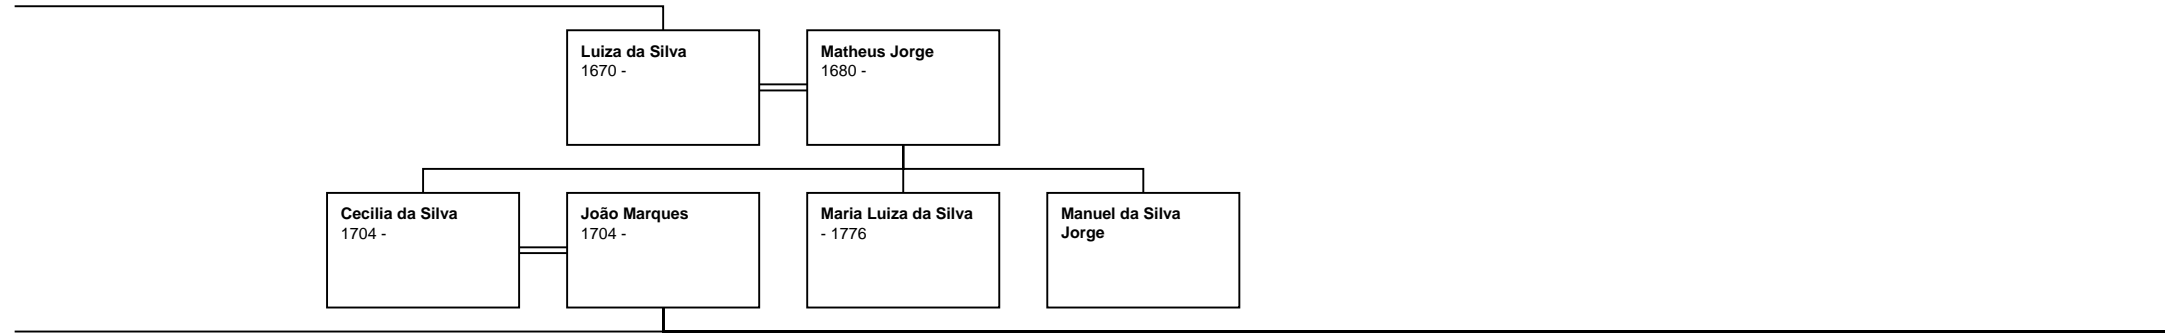 Luiza da Silva
1670 -
Matheus Jorge
1680 -
Cecilia da Silva
1704 -
João Marques
1704 -
Maria Luiza da Silva
- 1776
Manuel da Silva
Jorge